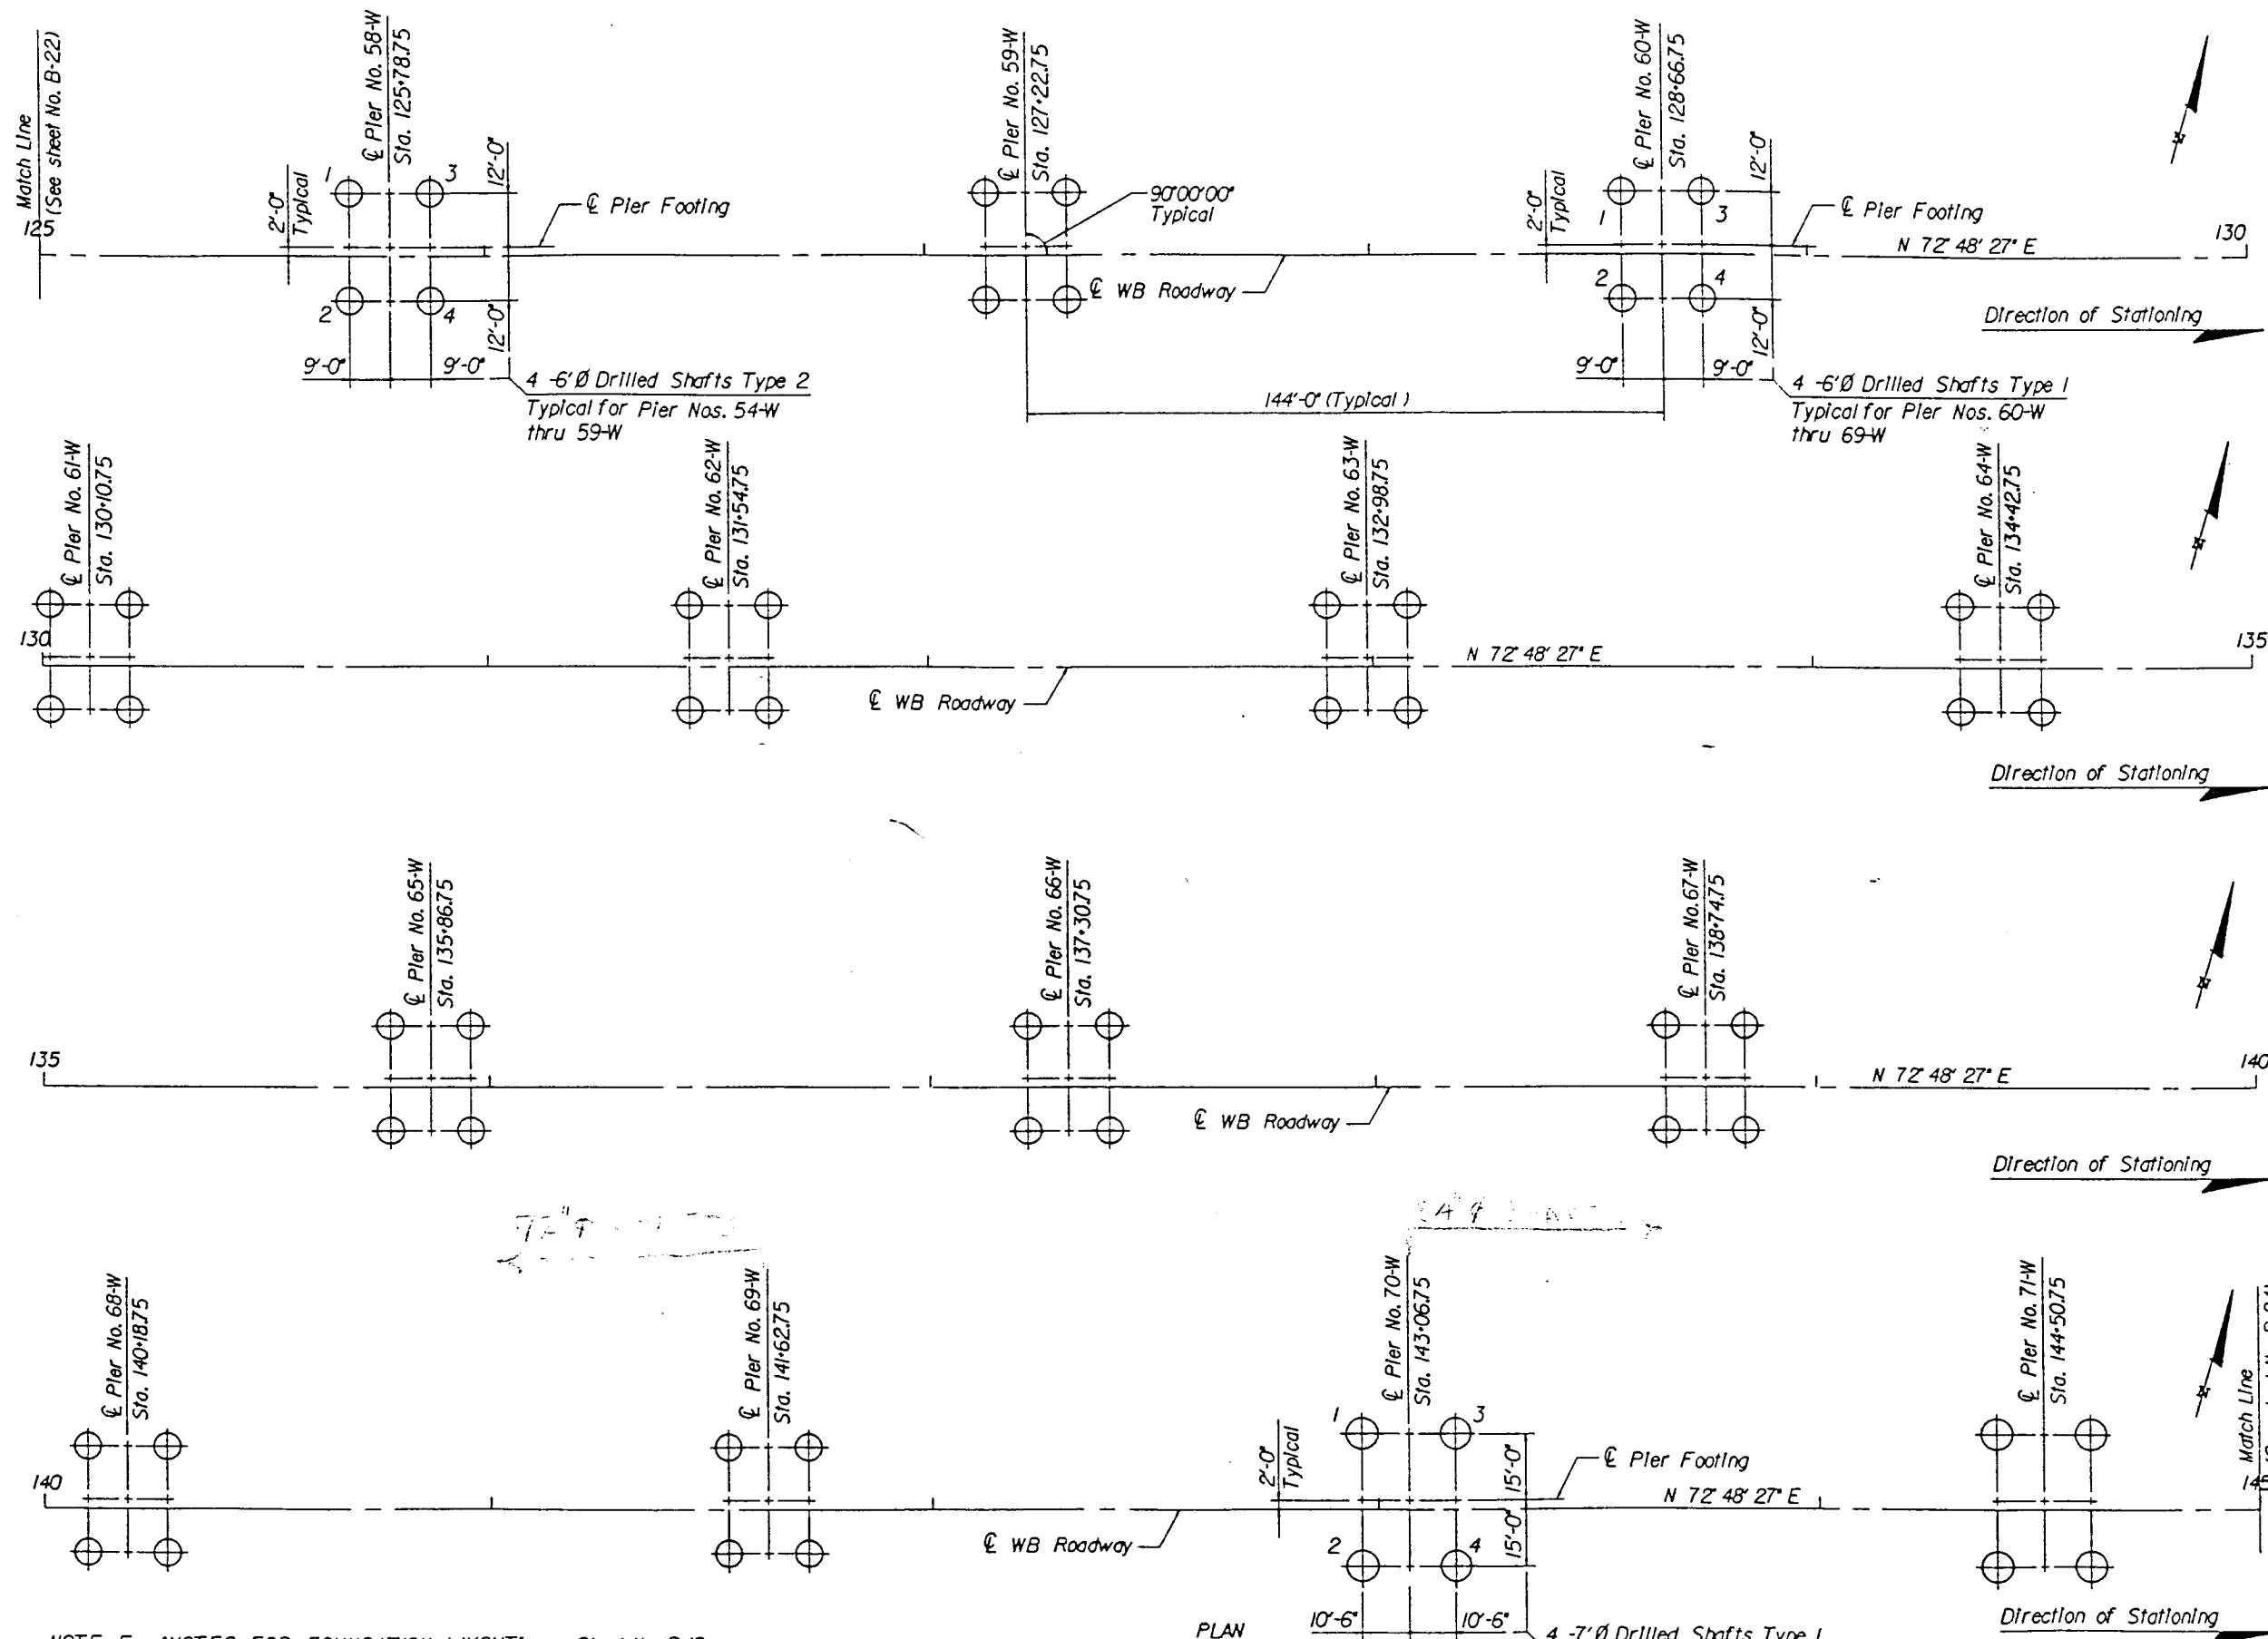 Match Line
(See sheet No. B-22)
125
℄ Pier No. 58-W
Sta. 125+78.75
1
3
2
4
2'-0"
Typical
12'-0"
12'-0"
℄ Pier Footing
9'-0"
9'-0"
4 -6'Ø Drilled Shafts Type 2
Typical for Pier Nos. 54-W
thru 59-W
℄ Pier No. 59-W
Sta. 127+22.75
90°00'00"
Typical
℄ WB Roadway
144'-0" (Typical)
℄ Pier No. 60-W
Sta. 128+66.75
1
3
2
4
2'-0"
Typical
12'-0"
12'-0"
℄ Pier Footing
N 72° 48' 27" E
130
9'-0"
9'-0"
4 -6'Ø Drilled Shafts Type 1
Typical for Pier Nos. 60-W
thru 69-W
N
Direction of Stationing
130
℄ Pier No. 61-W
Sta. 130+10.75
℄ Pier No. 62-W
Sta. 131+54.75
℄ WB Roadway
℄ Pier No. 63-W
Sta. 132+98.75
N 72° 48' 27" E
℄ Pier No. 64-W
Sta. 134+42.75
N
135
Direction of Stationing
135
℄ Pier No. 65-W
Sta. 135+86.75
℄ Pier No. 66-W
Sta. 137+30.75
℄ WB Roadway
℄ Pier No. 67-W
Sta. 138+74.75
N 72° 48' 27" E
N
140
Direction of Stationing
140
℄ Pier No. 68-W
Sta. 140+18.75
℄ Pier No. 69-W
Sta. 141+62.75
℄ WB Roadway
℄ Pier No. 70-W
Sta. 143+06.75
1
3
2
4
2'-0"
Typical
15'-0"
15'-0"
℄ Pier Footing
N 72° 48' 27" E
10'-6"
10'-6"
4 -7'Ø Drilled Shafts Type 1
℄ Pier No. 71-W
Sta. 144+50.75
N
Match Line
145
Direction of Stationing
PLAN